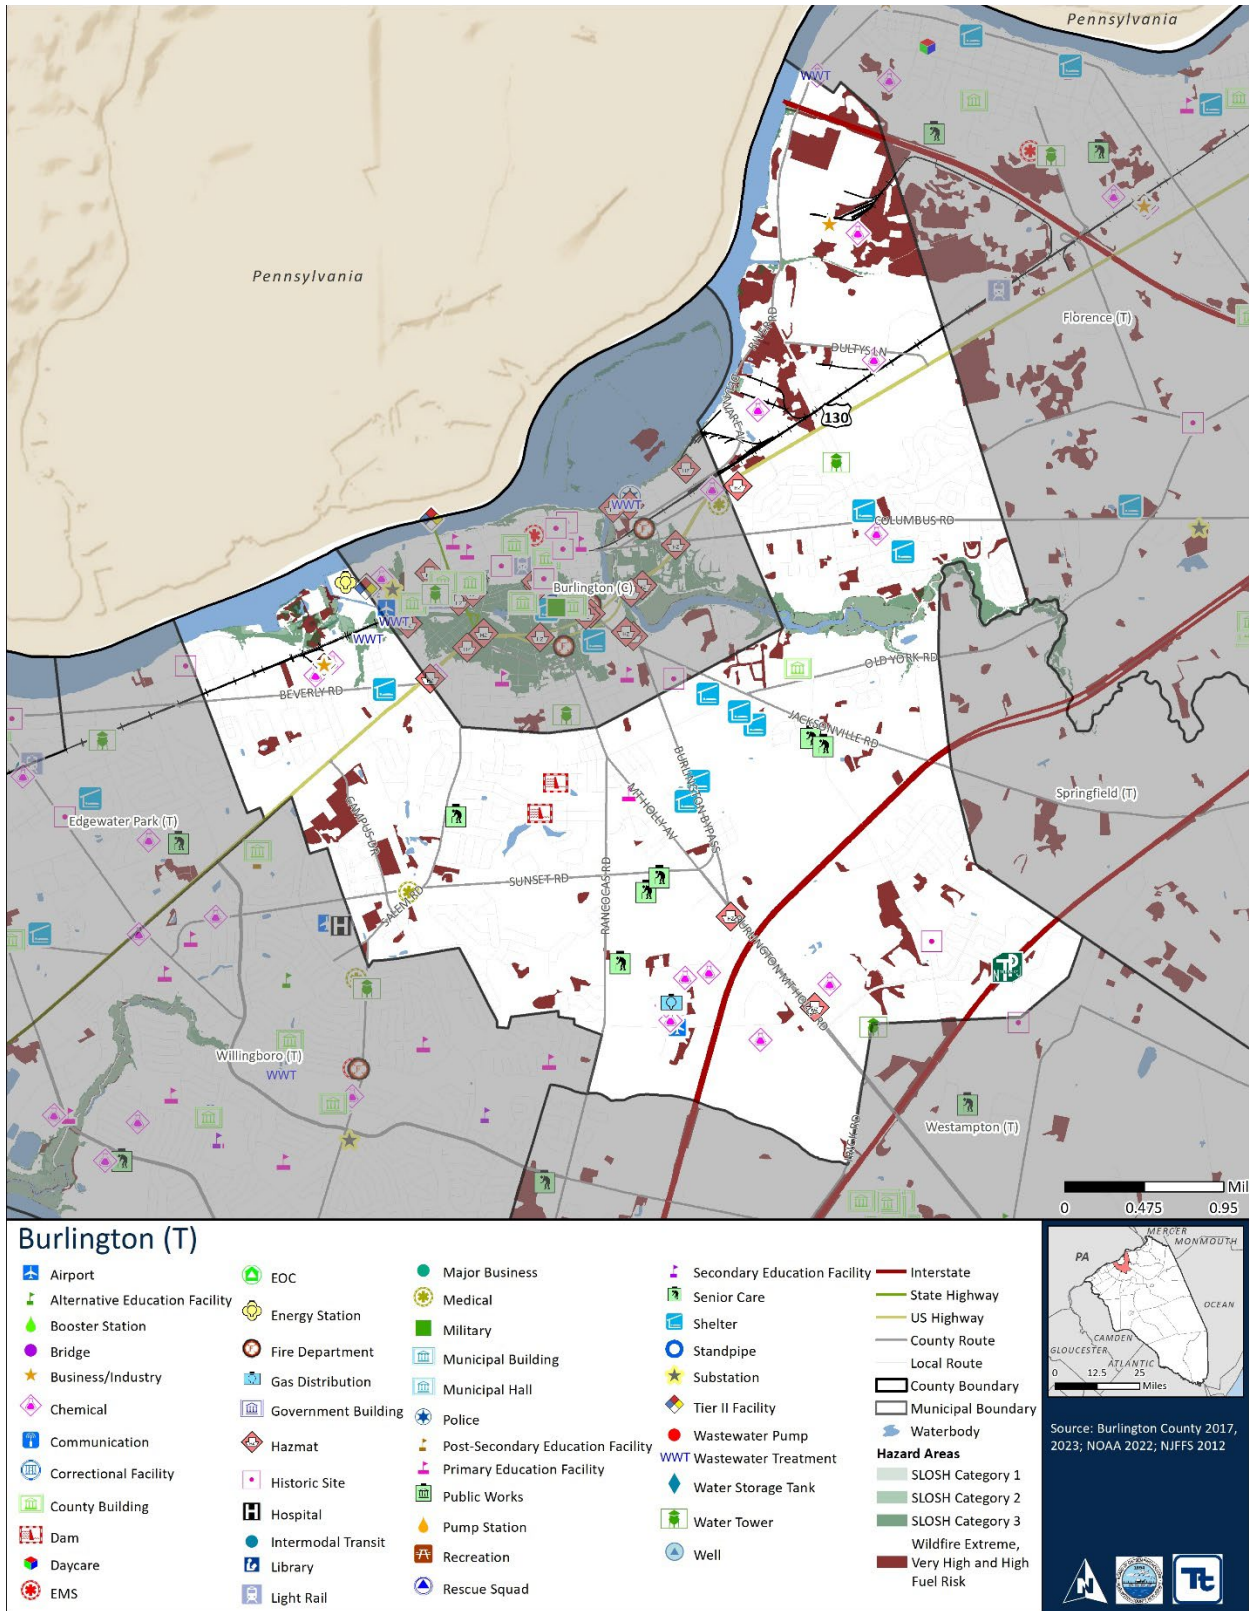 Pennsylvania
WWT
Pennsylvania
Florence (T)
RIVER RD
DULTYS LN
130
WWT
COLUMBUS RD
Burlington (C)
WWT
WWT
OLD YORK RD
BEVERLY RD
JACKSONVILLE RD
BURLINGTON BYPASS
MT HOLLY AV
Springfield (T)
CAMPUS DR
Edgewater Park (T)
SUNSET RD
SALEM RD
RANCOCAS RD
BURLINGTON MT HOLLY RD
Willingboro (T)
WWT
Westampton (T)
0 0.475 0.95
Burlington (T)
Airport
Alternative Education Facility
Booster Station
Bridge
Business/Industry
Chemical
Communication
Correctional Facility
County Building
Dam
Daycare
EMS
EOC
Energy Station
Fire Department
Gas Distribution
Government Building
Hazmat
Historic Site
Hospital
Intermodal Transit
Library
Light Rail
Major Business
Medical
Military
Municipal Building
Municipal Hall
Police
Post-Secondary Education Facility
Primary Education Facility
Public Works
Pump Station
Recreation
Rescue Squad
Secondary Education Facility
Senior Care
Shelter
Standpipe
Substation
Tier II Facility
Wastewater Pump
WWT Wastewater Treatment
Water Storage Tank
Water Tower
Well
Interstate
State Highway
US Highway
County Route
Local Route
County Boundary
Municipal Boundary
Waterbody
Hazard Areas
SLOSH Category 1
SLOSH Category 2
SLOSH Category 3
Wildfire Extreme,
Very High and High
Fuel Risk
MERCER
MONMOUTH
PA
OCEAN
CAMDEN
GLOUCESTER
ATLANTIC
0 12.5 25
Miles
Source: Burlington County 2017,
2023; NOAA 2022; NJFFS 2012
N
Tt